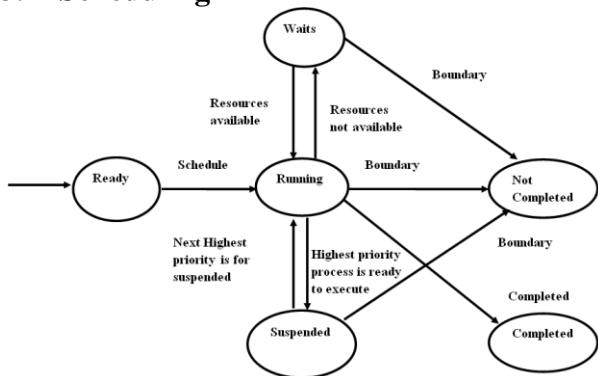 Waits
Boundary
Resources
available
Resources
not available
Schedule
Boundary
Ready
Running
Not
Completed
Next Highest
priority is for
suspended
Highest priority
process is ready
to execute
Boundary
Completed
Suspended
Completed